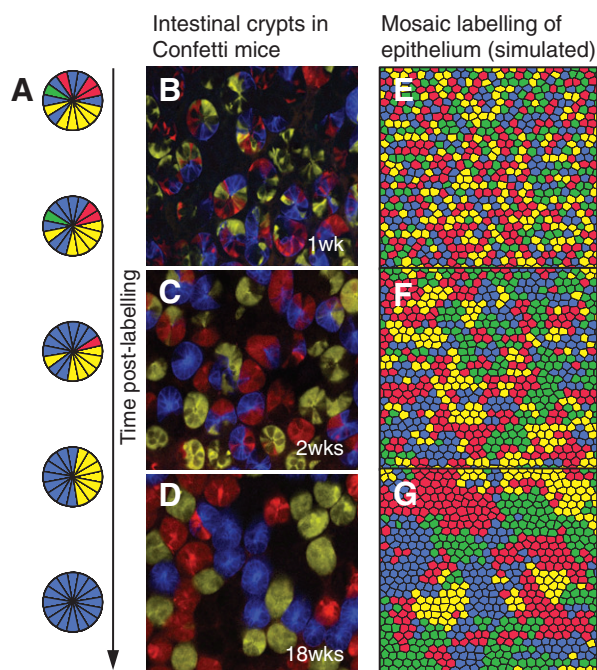 Intestinal crypts in
Confetti mice
Mosaic labelling of
epithelium (simulated)
A
B
E
1wk
Time post-labelling
C
F
2wks
D
G
18wks